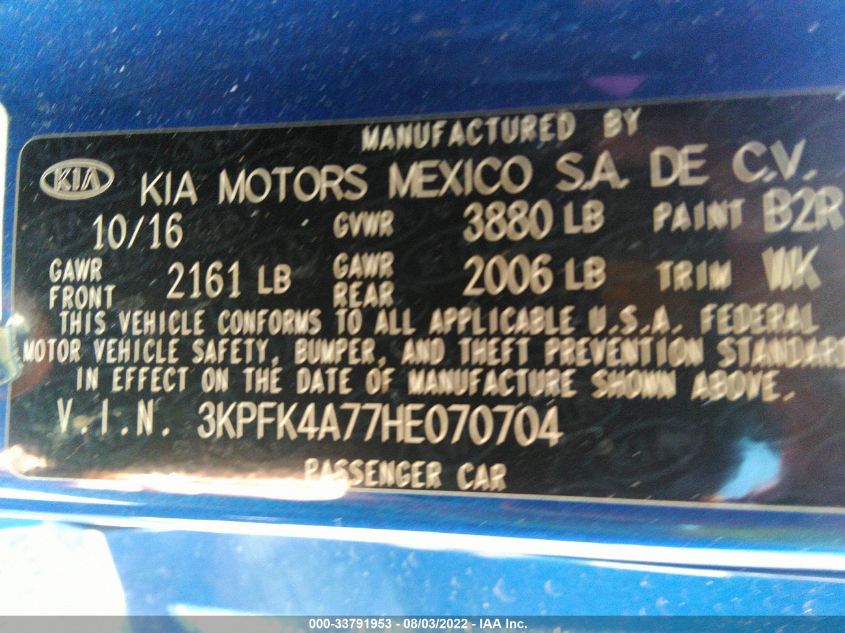 MANUFACTURED BY
KIA KIA MOTORS MEXICO S.A. DE C.V.
10/16 GVWR 3880 LB PAINT B2R
GAWR FRONT 2161 LB GAWR REAR 2006 LB TRIM WK
THIS VEHICLE CONFORMS TO ALL APPLICABLE U.S.A. FEDERAL
MOTOR VEHICLE SAFETY, BUMPER, AND THEFT PREVENTION STANDARDS
IN EFFECT ON THE DATE OF MANUFACTURE SHOWN ABOVE.
V.I.N. 3KPFK4A77HE070704
PASSENGER CAR
000-33791953 - 08/03/2022 - IAA Inc.